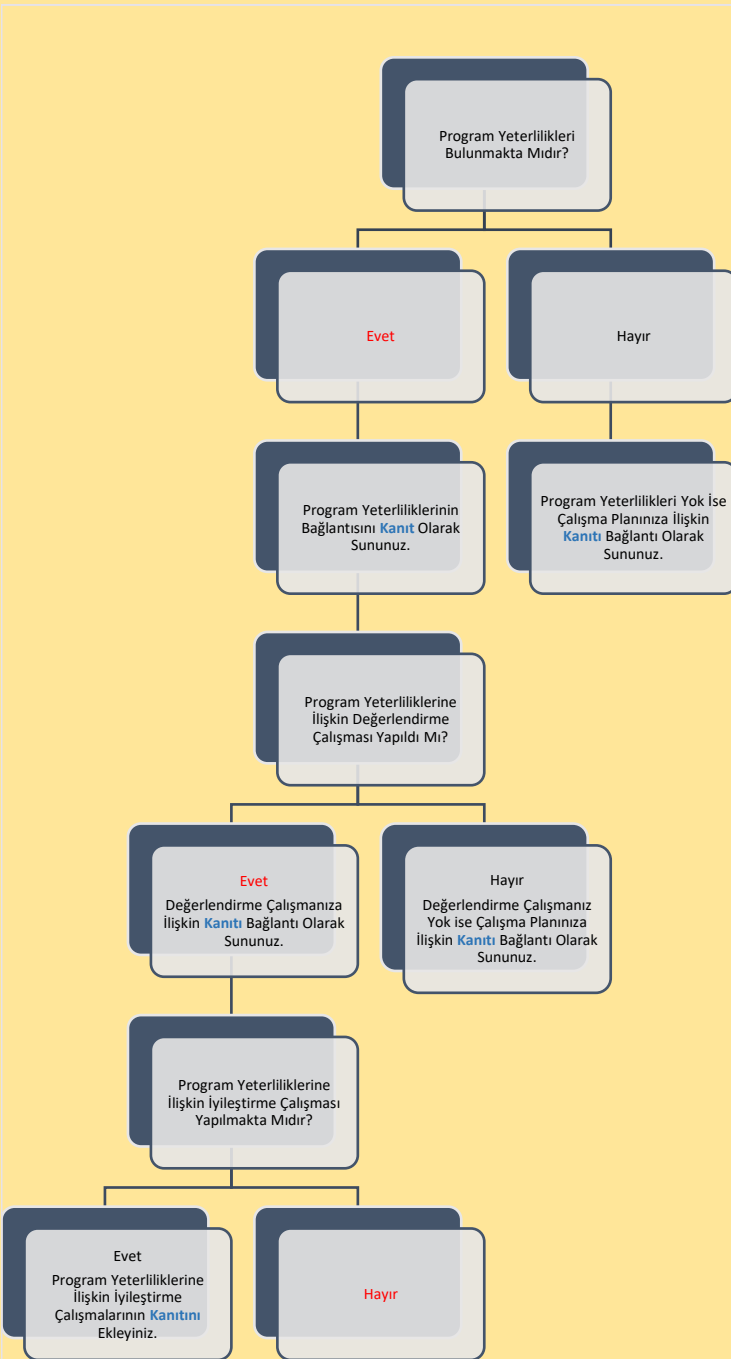 Program Yeterlilikleri
Bulunmakta Mıdır?
Evet
Hayır
Program Yeterliliklerinin
Bağlantısını Kanıt Olarak
Sununuz.
Program Yeterlilikleri Yok İse
Çalışma Planınıza İlişkin
Kanıtı Bağlantı Olarak
Sununuz.
Program Yeterliliklerine
İlişkin Değerlendirme
Çalışması Yapıldı Mı?
Evet
Değerlendirme Çalışmanıza
İlişkin Kanıtı Bağlantı Olarak
Sununuz.
Hayır
Değerlendirme Çalışmanız
Yok ise Çalışma Planınıza
İlişkin Kanıtı Bağlantı Olarak
Sununuz.
Program Yeterliliklerine
İlişkin İyileştirme Çalışması
Yapılmakta Mıdır?
Evet
Program Yeterliliklerine
İlişkin İyileştirme
Çalışmalarının Kanıtını
Ekleyiniz.
Hayır